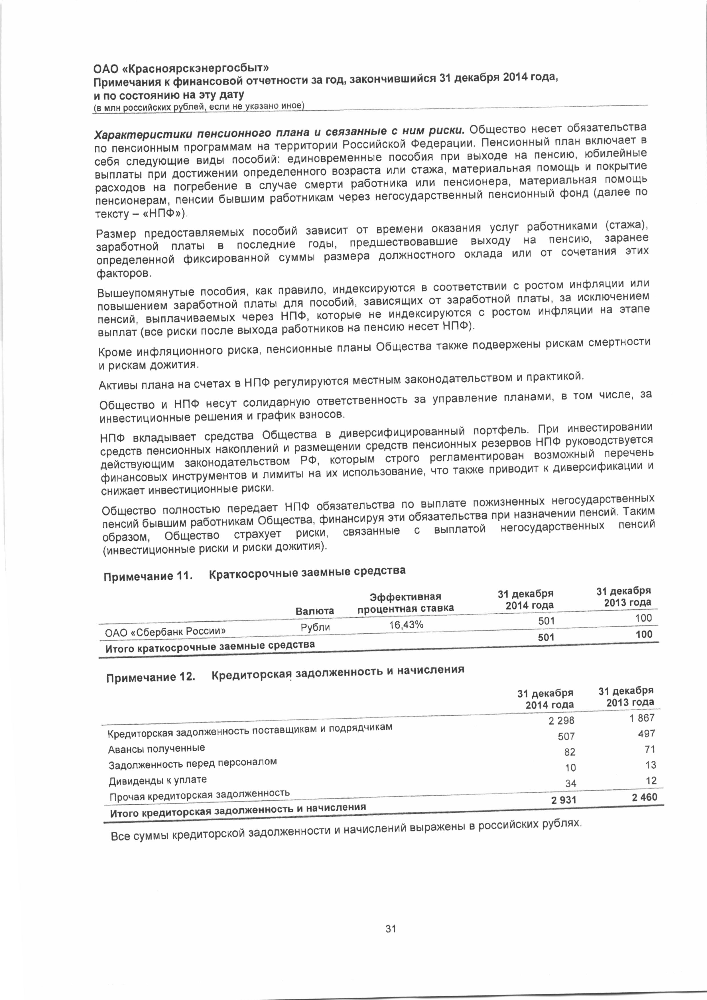 ОАО «Красноярскэнергосбыт»
Примечания к финансовой отчетности за год, закончившийся 31 декабря 2014 года,
и по состоянию на эту дату
(в млн российских рублей, если не указано иное)
Характеристики пенсионного плана и связанные с ним риски. Общество несет обязательства
по пенсионным программам на территории Российской Федерации. Пенсионный план включает в
себя следующие виды пособий: единовременные пособия при выходе на пенсию, юбилейные
выплаты при достижении определенного возраста или стажа, материальная помощь и покрытие
расходов на погребение в случае смерти работника или пенсионера, материальная помощь
пенсионерам, пенсии бывшим работникам через негосударственный пенсионный фонд (далее по
тексту – «НПФ»).
Размер предоставляемых пособий зависит от времени оказания услуг работниками (стажа),
заработной платы в последние годы, предшествовавшие выходу на пенсию, заранее
определенной фиксированной суммы размера должностного оклада или от сочетания этих
факторов.
Вышеупомянутые пособия, как правило, индексируются в соответствии с ростом инфляции или
повышением заработной платы для пособий, зависящих от заработной платы, за исключением
пенсий, выплачиваемых через НПФ, которые не индексируются с ростом инфляции на этапе
выплат (все риски после выхода работников на пенсию несет НПФ).
Кроме инфляционного риска, пенсионные планы Общества также подвержены рискам смертности
и рискам дожития.
Активы плана на счетах в НПФ регулируются местным законодательством и практикой.
Общество и НПФ несут солидарную ответственность за управление планами, в том числе, за
инвестиционные решения и график взносов.
НПФ вкладывает средства Общества в диверсифицированный портфель. При инвестировании
средств пенсионных накоплений и размещении средств пенсионных резервов НПФ руководствуется
действующим законодательством РФ, которым строго регламентирован возможный перечень
финансовых инструментов и лимиты на их использование, что также приводит к диверсификации и
снижает инвестиционные риски.
Общество полностью передает НПФ обязательства по выплате пожизненных негосударственных
пенсий бывшим работникам Общества, финансируя эти обязательства при назначении пенсий. Таким
образом, Общество страхует риски, связанные с выплатой негосударственных пенсий
(инвестиционные риски и риски дожития).
Примечание 11. Краткосрочные заемные средства
Эффективная 31 декабря 31 декабря
Валюта процентная ставка 2014 года 2013 года
ОАО «Сбербанк России» Рубли 16,43% 501 100
Итого краткосрочные заемные средства 501 100
Примечание 12. Кредиторская задолженность и начисления
31 декабря 31 декабря
2014 года 2013 года
Кредиторская задолженность поставщикам и подрядчикам 2 298 1 867
Авансы полученные 507 497
Задолженность перед персоналом 82 71
Дивиденды к уплате 10 13
Прочая кредиторская задолженность 34 12
Итого кредиторская задолженность и начисления 2 931 2 460
Все суммы кредиторской задолженности и начислений выражены в российских рублях.
31